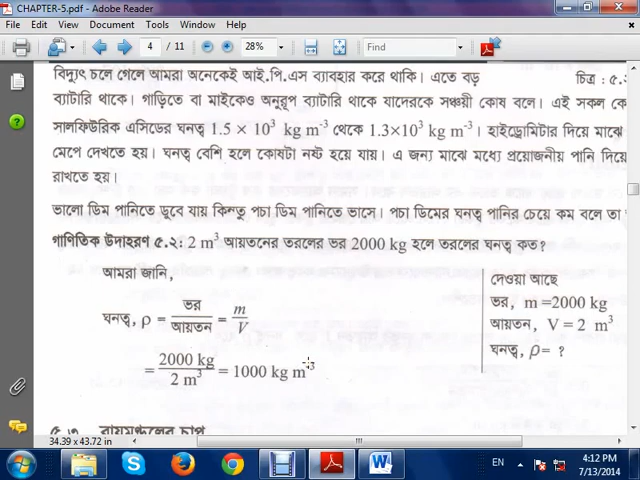 CHAPTER-5.pdf - Adobe Reader
File Edit View Document Tools Window Help
4 / 11 28% Find
বিদ্যুৎ চলে গেলে আমরা অনেকেই আই.পি.এস ব্যবহার করে থাকি। এতে বড়
চিত্র : ৫.২
ব্যাটারি থাকে। গাড়িতে বা মাইকেও অনুরূপ ব্যাটারি থাকে যাদেরকে সঞ্চয়ী কোষ বলে। এই সকল কো
সালফিউরিক এসিডের ঘনত্ব 1.5 × 10³ kg m⁻³ থেকে 1.3×10³ kg m⁻³। হাইড্রোমিটার দিয়ে মাঝে
মেপে দেখতে হয়। ঘনত্ব বেশি হলে কোষটা নষ্ট হয়ে যায়। এ জন্য মাঝে মধ্যে প্রয়োজনীয় পানি দিয়ে
রাখতে হয়।
ভালো ডিম পানিতে ডুবে যায় কিন্তু পচা ডিম পানিতে ভাসে। পচা ডিমের ঘনত্ব পানির চেয়ে কম বলে তা
গাণিতিক উদাহরণ ৫.২: 2 m³ আয়তনের তরলের ভর 2000 kg হলে তরলের ঘনত্ব কত?
আমরা জানি,
ঘনত্ব, ρ = ভর / আয়তন = m / V
= 2000 kg / 2 m³ = 1000 kg m⁻³
দেওয়া আছে
ভর, m =2000 kg
আয়তন, V = 2 m³
ঘনত্ব, ρ= ?
৫.৩ বায়ুমন্ডলের চাপ
34.39 x 43.72 in
EN
4:12 PM
7/13/2014